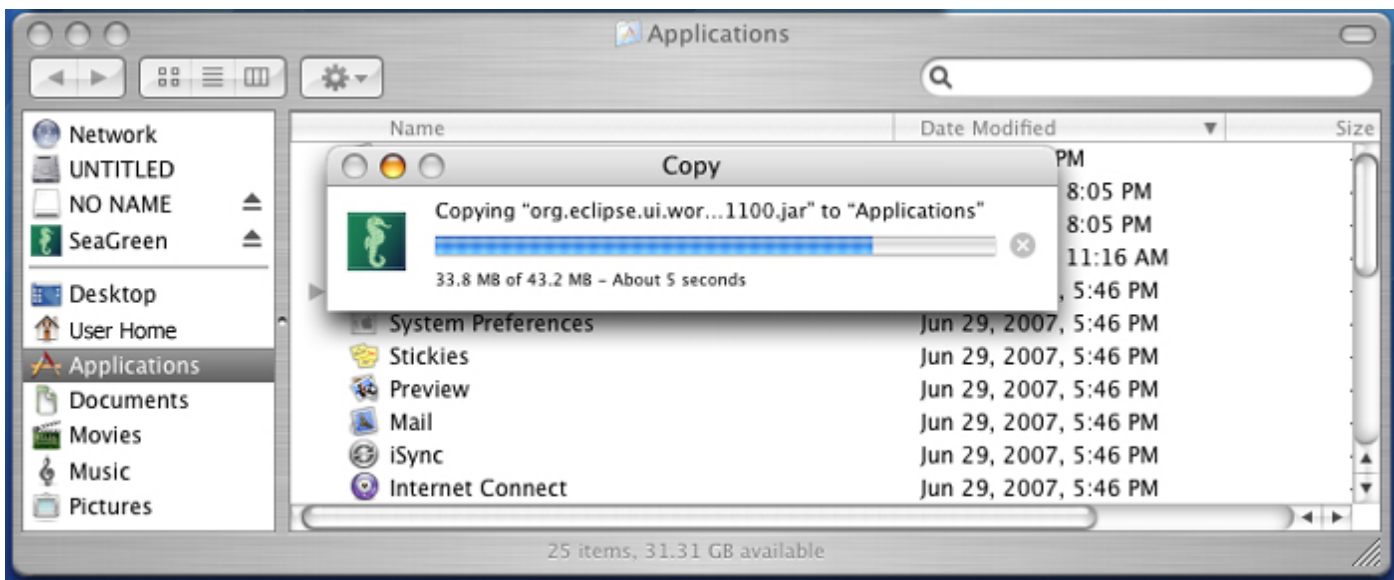 Applications
Name Date Modified Size
Network
UNTITLED
NO NAME
SeaGreen
Desktop
User Home
Applications
Documents
Movies
Music
Pictures
Copy
Copying “org.eclipse.ui.wor...1100.jar” to “Applications”
33.8 MB of 43.2 MB – About 5 seconds
PM
8:05 PM
8:05 PM
11:16 AM
, 5:46 PM
System Preferences Jun 29, 2007, 5:46 PM
Stickies Jun 29, 2007, 5:46 PM
Preview Jun 29, 2007, 5:46 PM
Mail Jun 29, 2007, 5:46 PM
iSync Jun 29, 2007, 5:46 PM
Internet Connect Jun 29, 2007, 5:46 PM
25 items, 31.31 GB available